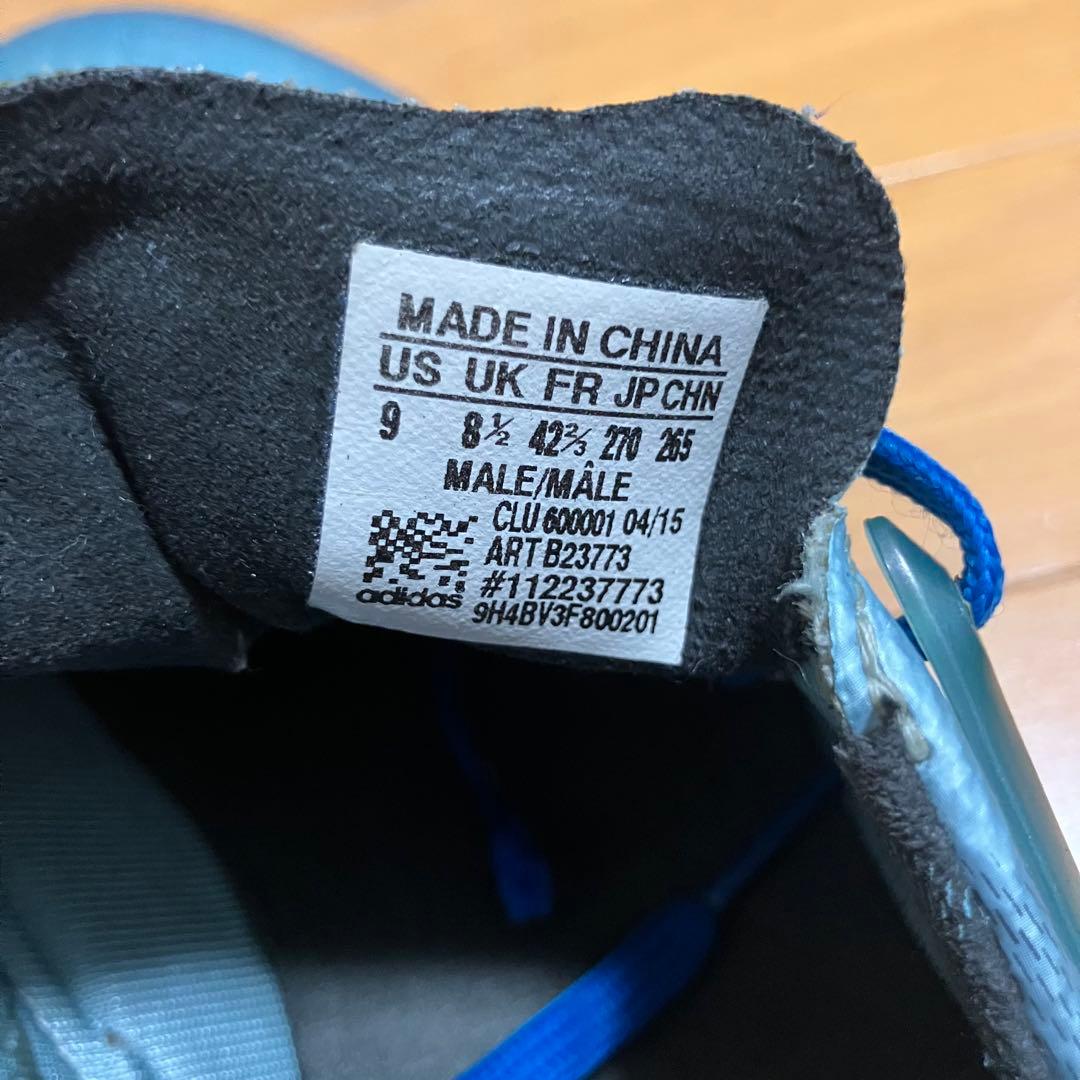 MADE IN CHINA
US UK FR JP CHN
9 8½ 42⅔ 270 265
MALE/MÂLE
CLU 600001 04/15
ART B23773
#112237773
adidas 9H4BV3F800201